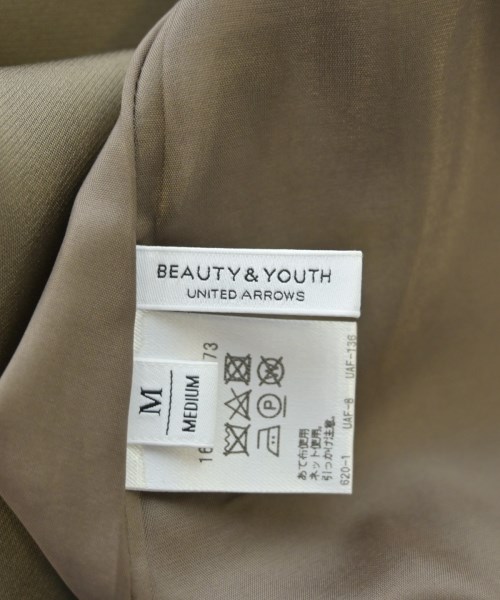 BEAUTY & YOUTH
UNITED ARROWS
M
MEDIUM
16
73
あて布使用
ネット使用。
引っかけ注意。
620-1 UAF-8 UAF-136